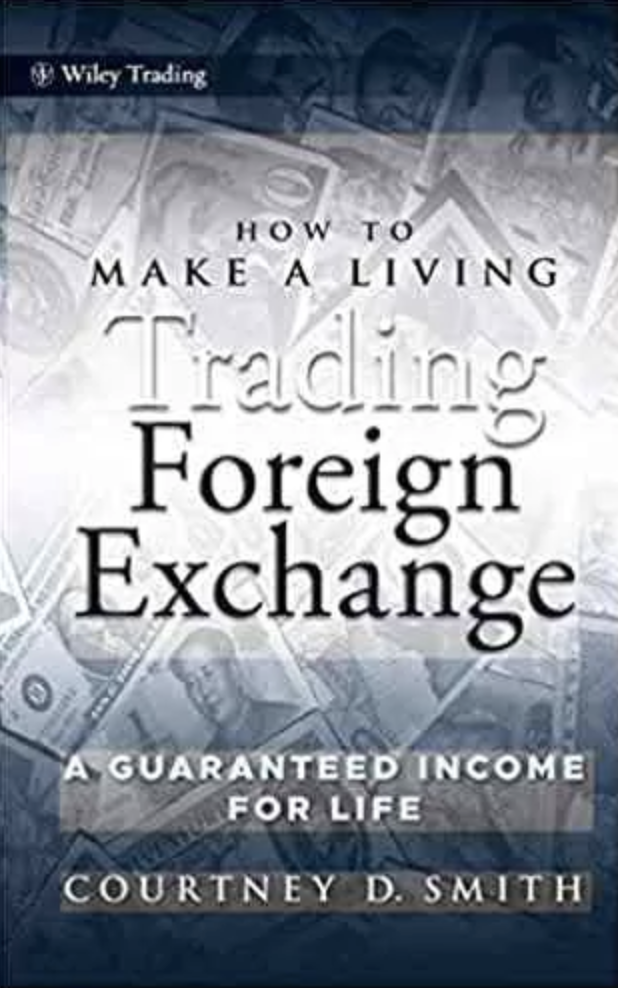 Wiley Trading
HOW TO
MAKE A LIVING
Trading
Foreign
Exchange
A GUARANTEED INCOME
FOR LIFE
COURTNEY D. SMITH